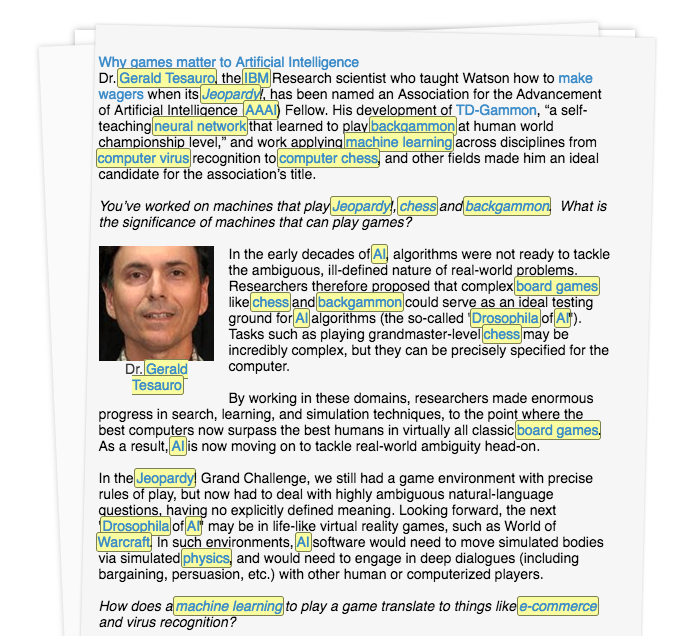 Why games matter to Artificial Intelligence
Dr. Gerald Tesauro, the IBM Research scientist who taught Watson how to make
wagers when its Jeopardy!, has been named an Association for the Advancement
of Artificial Intelligence AAAI) Fellow. His development of TD-Gammon, “a self-
teaching neural network that learned to play backgammon at human world
championship level,” and work applying machine learning across disciplines from
computer virus recognition to computer chess, and other fields made him an ideal
candidate for the association’s title.
You’ve worked on machines that play Jeopardy!, chess and backgammon. What is
the significance of machines that can play games?
In the early decades of AI, algorithms were not ready to tackle
the ambiguous, ill-defined nature of real-world problems.
Researchers therefore proposed that complex board games
like chess and backgammon could serve as an ideal testing
ground for AI algorithms (the so-called "Drosophila of AI").
Tasks such as playing grandmaster-level chess may be
incredibly complex, but they can be precisely specified for the
computer.
Dr. Gerald
Tesauro
By working in these domains, researchers made enormous
progress in search, learning, and simulation techniques, to the point where the
best computers now surpass the best humans in virtually all classic board games.
As a result, AI is now moving on to tackle real-world ambiguity head-on.
In the Jeopardy! Grand Challenge, we still had a game environment with precise
rules of play, but now had to deal with highly ambiguous natural-language
questions, having no explicitly defined meaning. Looking forward, the next
"Drosophila of AI" may be in life-like virtual reality games, such as World of
Warcraft. In such environments, AI software would need to move simulated bodies
via simulated physics, and would need to engage in deep dialogues (including
bargaining, persuasion, etc.) with other human or computerized players.
How does a machine learning to play a game translate to things like e-commerce
and virus recognition?